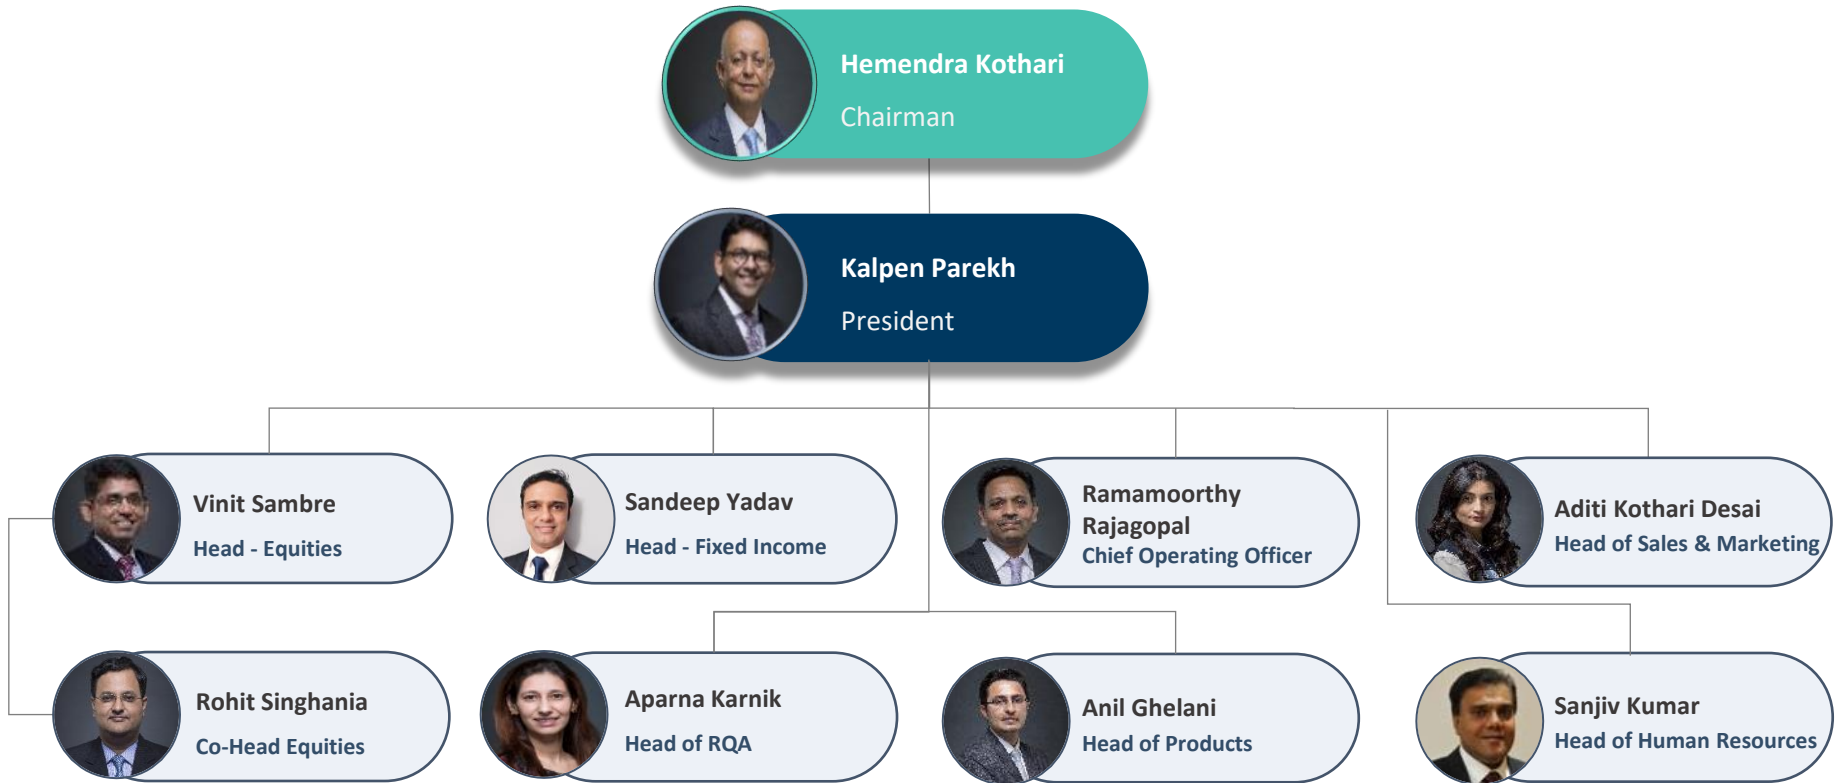 Hemendra Kothari
Chairman
Kalpen Parekh
President
Vinit Sambre
Head - Equities
Sandeep Yadav
Head - Fixed Income
Ramamoorthy
Rajagopal
Chief Operating Officer
Aditi Kothari Desai
Head of Sales & Marketing
Rohit Singhania
Co-Head Equities
Aparna Karnik
Head of RQA
Anil Ghelani
Head of Products
Sanjiv Kumar
Head of Human Resources